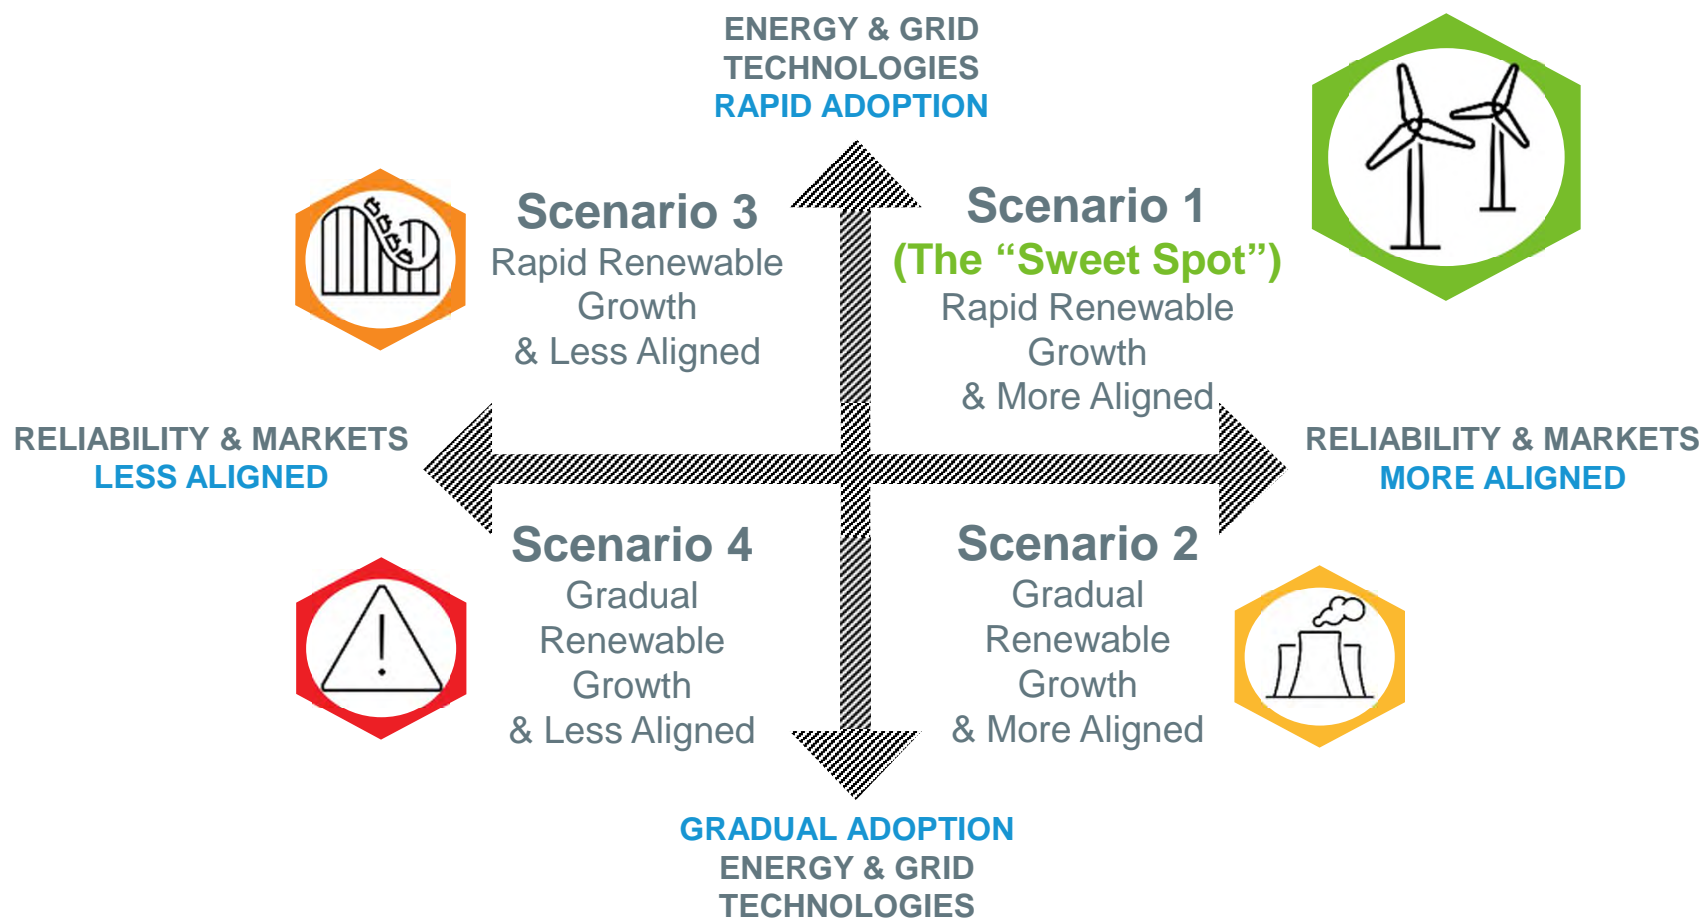 ENERGY & GRID
TECHNOLOGIES
RAPID ADOPTION
Scenario 3
Rapid Renewable
Growth
& Less Aligned
Scenario 1
(The “Sweet Spot”)
Rapid Renewable
Growth
& More Aligned
RELIABILITY & MARKETS
LESS ALIGNED
RELIABILITY & MARKETS
MORE ALIGNED
Scenario 4
Gradual
Renewable
Growth
& Less Aligned
Scenario 2
Gradual
Renewable
Growth
& More Aligned
GRADUAL ADOPTION
ENERGY & GRID
TECHNOLOGIES